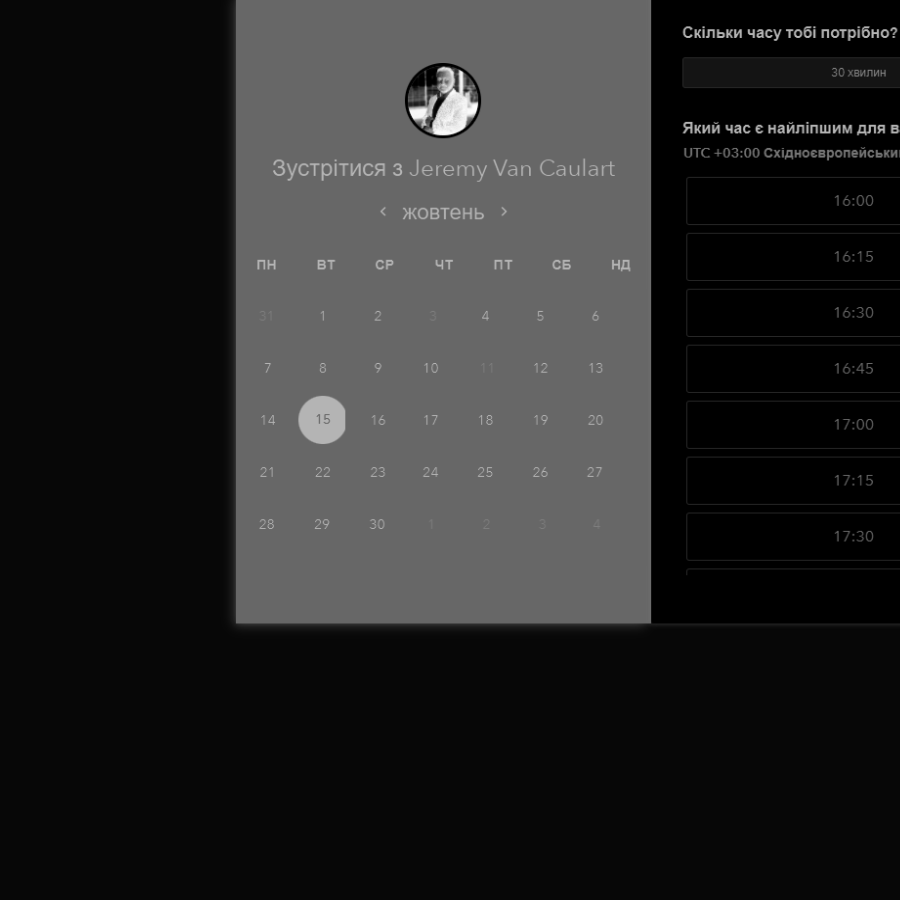 Зустрітися з Jeremy Van Caulart
‹ жовтень ›
ПН ВТ СР ЧТ ПТ СБ НД
31 1 2 3 4 5 6
7 8 9 10 11 12 13
14 15 16 17 18 19 20
21 22 23 24 25 26 27
28 29 30 1 2 3 4
Скільки часу тобі потрібно?
30 хвилин
Який час є найліпшим для
UTC +03:00
16:00
16:15
16:30
16:45
17:00
17:15
17:30